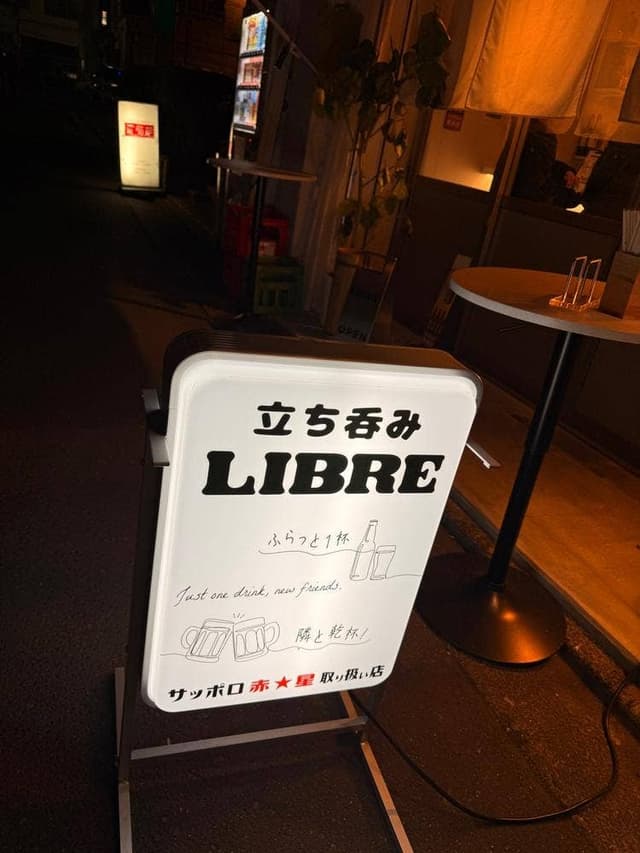 立ち呑み
LIBRE
ふらっと1杯
Just one drink, new friends.
隣と乾杯!
サッポロ赤★星取り扱い店
OPEN